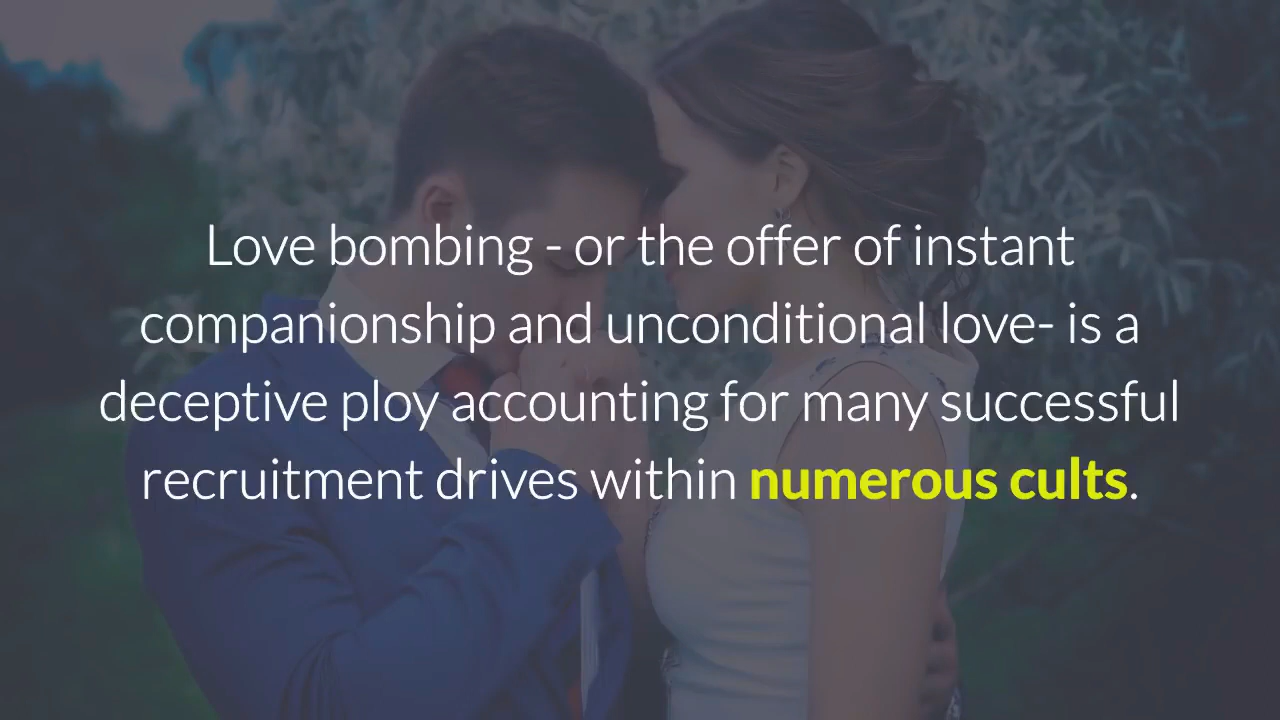 Love bombing - or the offer of instant
companionship and unconditional love- is a
deceptive ploy accounting for many successful
recruitment drives within numerous cults.